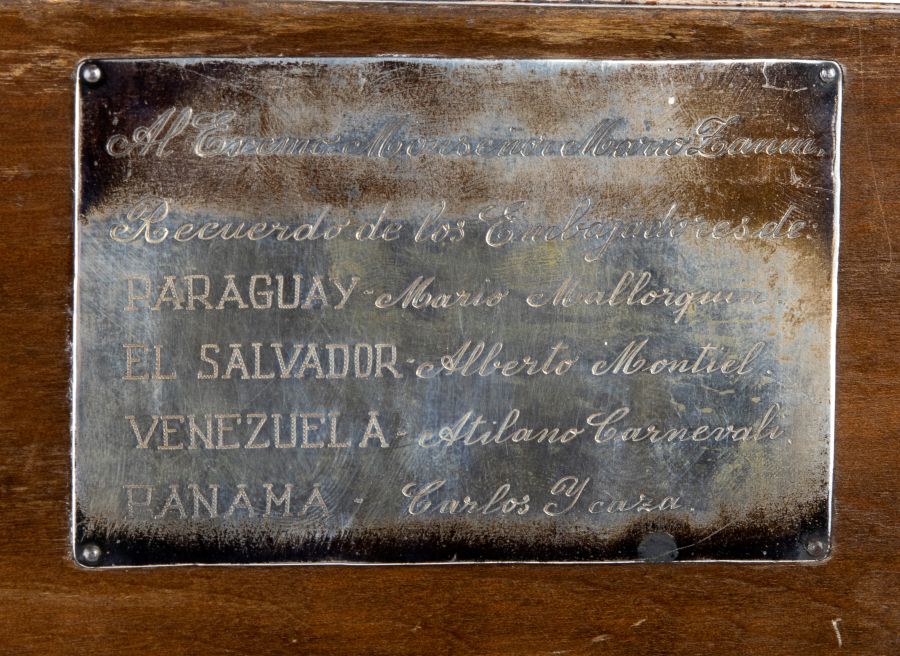 Al Excmo Monseñor Mario Zanin.
Recuerdo de los Embajadores de:
PARAGUAY - Mario Mallorquin.
EL SALVADOR - Alberto Montiel.
VENEZUELA - Atilano Carnevali.
PANAMA - Carlos Ycaza.